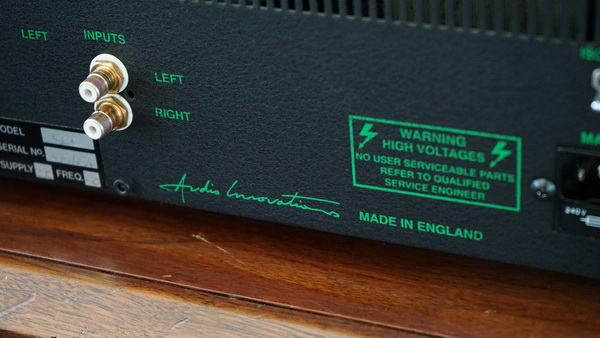 LEFT
INPUTS
LEFT
RIGHT
MODEL
SERIAL NO.
SUPPLY
FREQ.
Audio Innovations
MADE IN ENGLAND
WARNING
HIGH VOLTAGES
NO USER SERVICEABLE PARTS
REFER TO QUALIFIED
SERVICE ENGINEER
240V